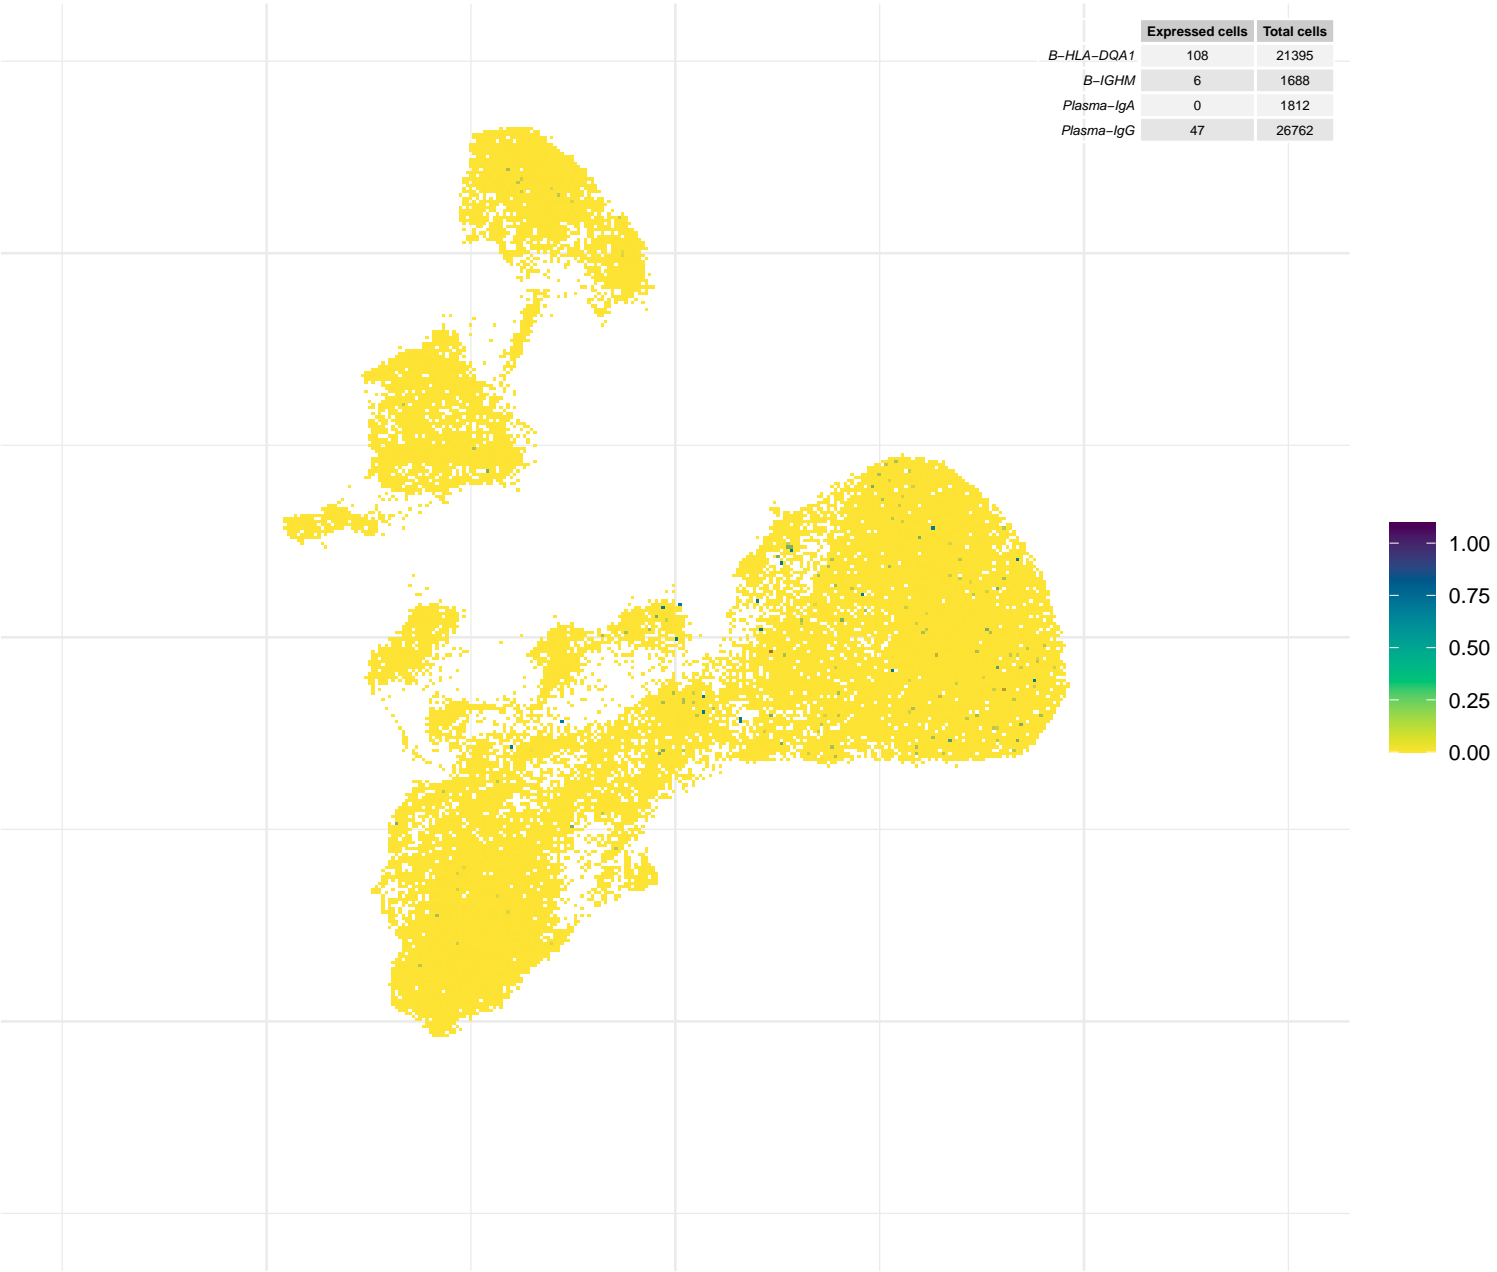 Expressed cells Total cells
B−HLA−DQA1 108 21395
B−IGHM 6 1688
Plasma−IgA 0 1812
Plasma−IgG 47 26762
1.00
0.75
0.50
0.25
0.00